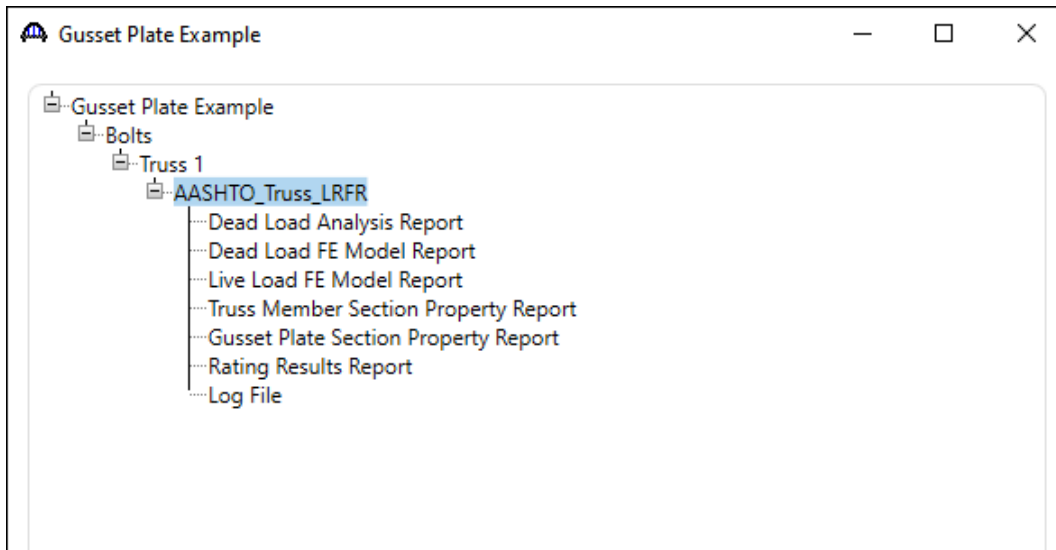 Gusset Plate Example
Gusset Plate Example
Bolts
Truss 1
AASHTO_Truss_LRFR
Dead Load Analysis Report
Dead Load FE Model Report
Live Load FE Model Report
Truss Member Section Property Report
Gusset Plate Section Property Report
Rating Results Report
Log File